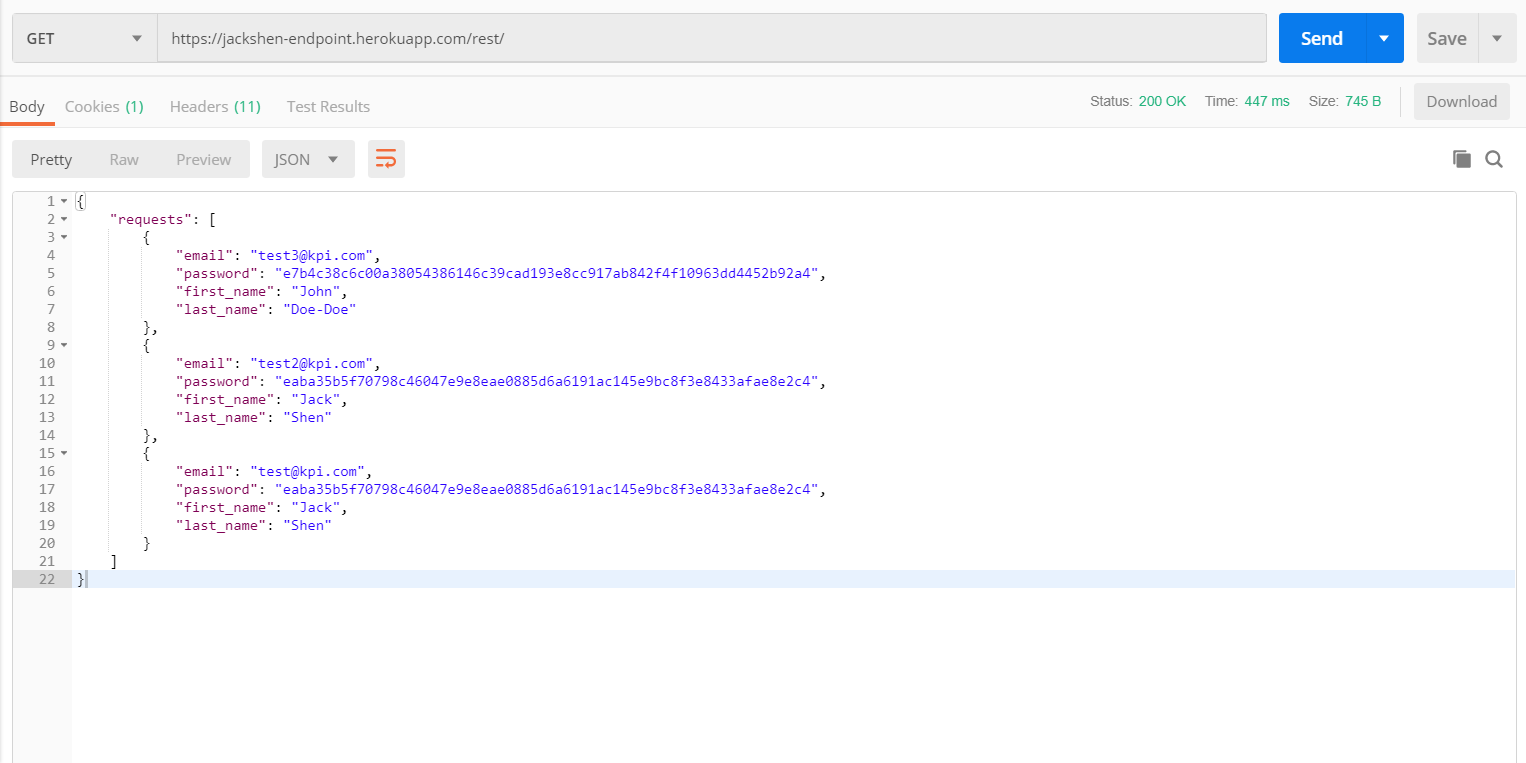 GET https://jackshen-endpoint.herokuapp.com/rest/ Send Save
Body Cookies (1) Headers (11) Test Results Status: 200 OK Time: 447 ms Size: 745 B Download
Pretty Raw Preview JSON
1 {
2 "requests": [
3 {
4 "email": "test3@kpi.com",
5 "password": "e7b4c38c6c00a38054386146c39cad193e8cc917ab842f4f10963dd4452b92a4",
6 "first_name": "John",
7 "last_name": "Doe-Doe"
8 },
9 {
10 "email": "test2@kpi.com",
11 "password": "eaba35b5f70798c46047e9e8eae0885d6a6191ac145e9bc8f3e8433afae8e2c4",
12 "first_name": "Jack",
13 "last_name": "Shen"
14 },
15 {
16 "email": "test@kpi.com",
17 "password": "eaba35b5f70798c46047e9e8eae0885d6a6191ac145e9bc8f3e8433afae8e2c4",
18 "first_name": "Jack",
19 "last_name": "Shen"
20 }
21 ]
22 }